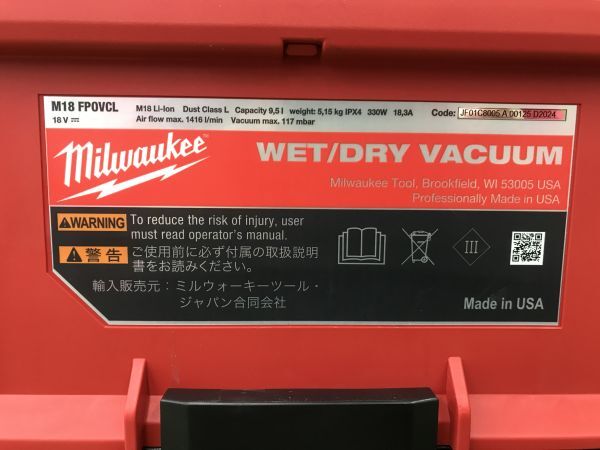 M18 FPOVCL
18 V ⎓
M18 Li-Ion Dust Class L Capacity 9,5 l weight: 5,15 kg IPX4 330W 18,3A
Air flow max. 1416 l/min Vacuum max. 117 mbar
Code: JF01C8005 A 00125 D2024
Milwaukee
WET/DRY VACUUM
Milwaukee Tool, Brookfield, WI 53005 USA
Professionally Made in USA
WARNING To reduce the risk of injury, user
must read operator's manual.
警告 ご使用前に必ず付属の取扱説明
書をお読みください。
輸入販売元:ミルウォーキーツール・
ジャパン合同会社
III
Made in USA